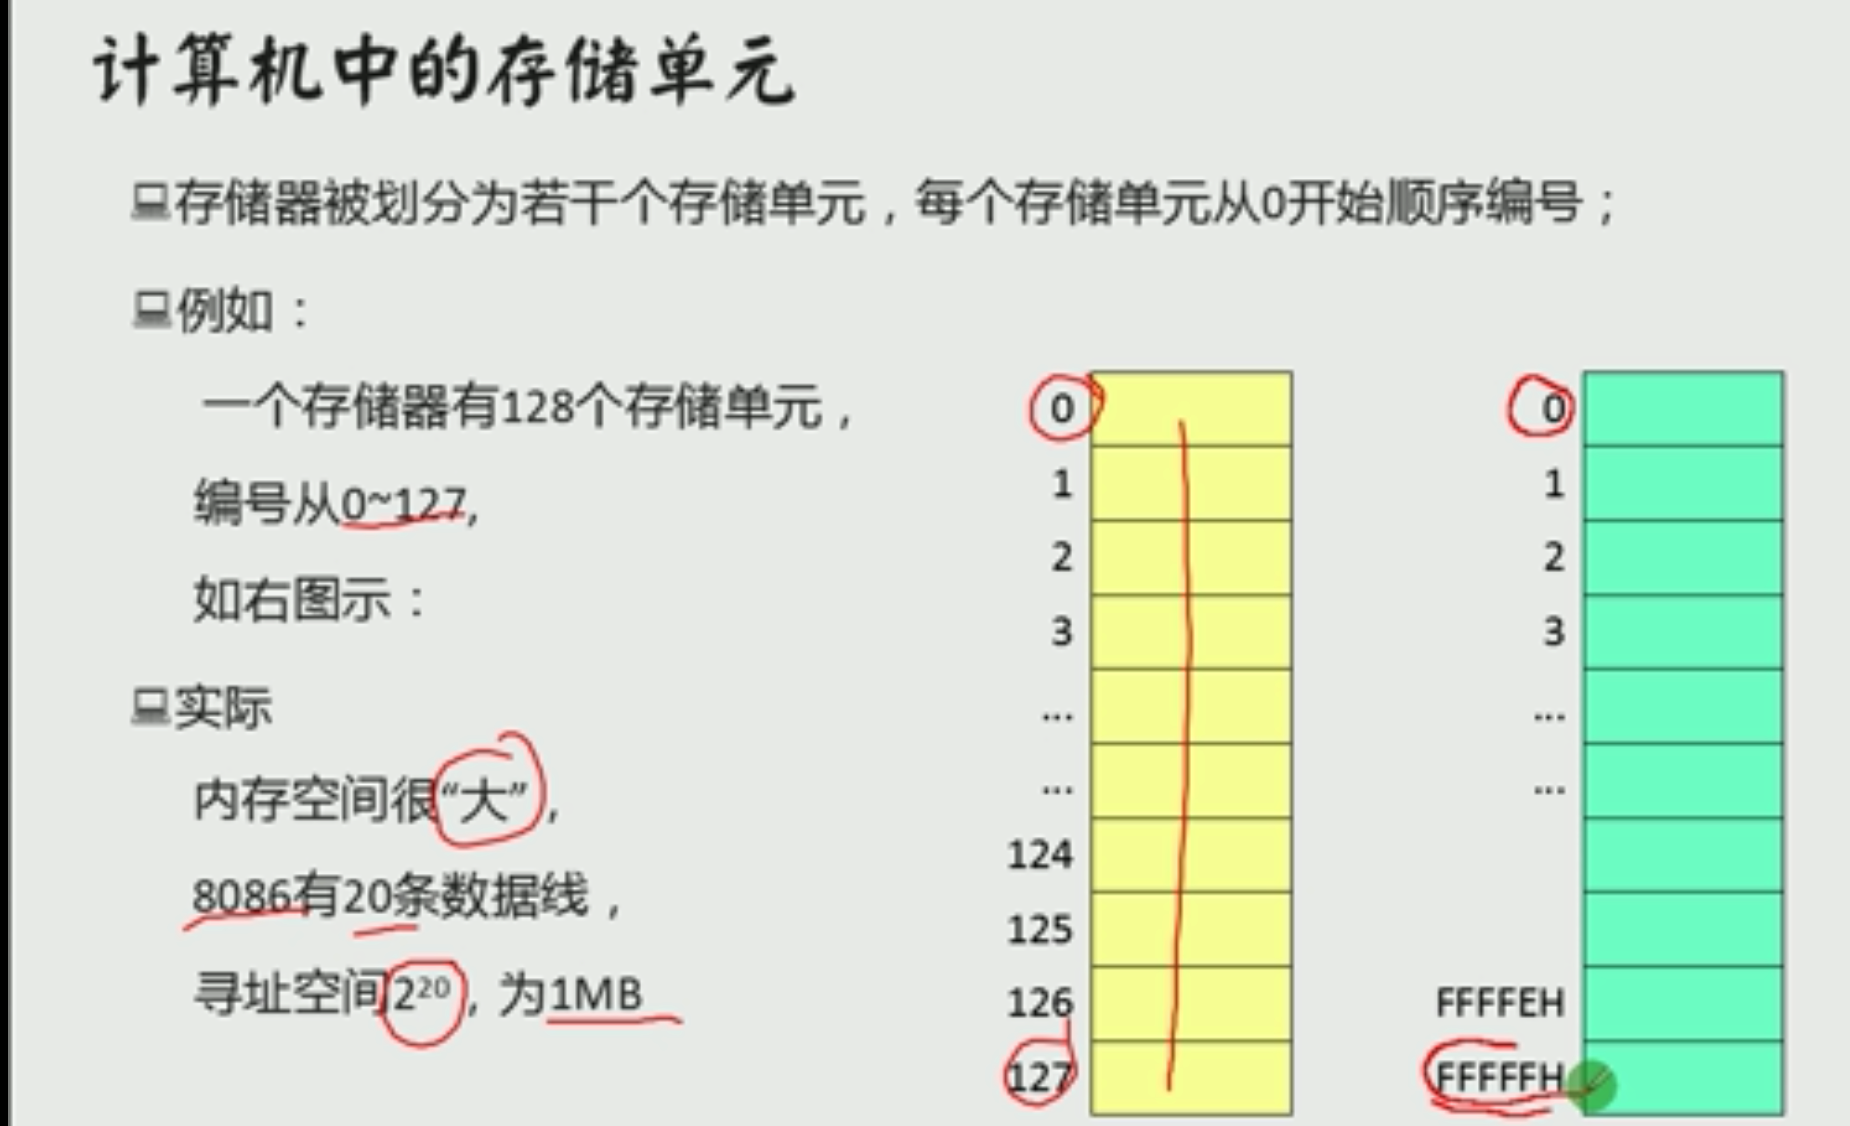 计算机中的存储单元
存储器被划分为若干个存储单元，每个存储单元从0开始顺序编号；
例如：
一个存储器有128个存储单元，
编号从0~127,
如右图示：
实际
内存空间很“大”,
8086有20条数据线，
寻址空间2²⁰，为1MB
0
1
2
3
...
...
124
125
126
127
0
1
2
3
...
...
FFFFEH
FFFFFH